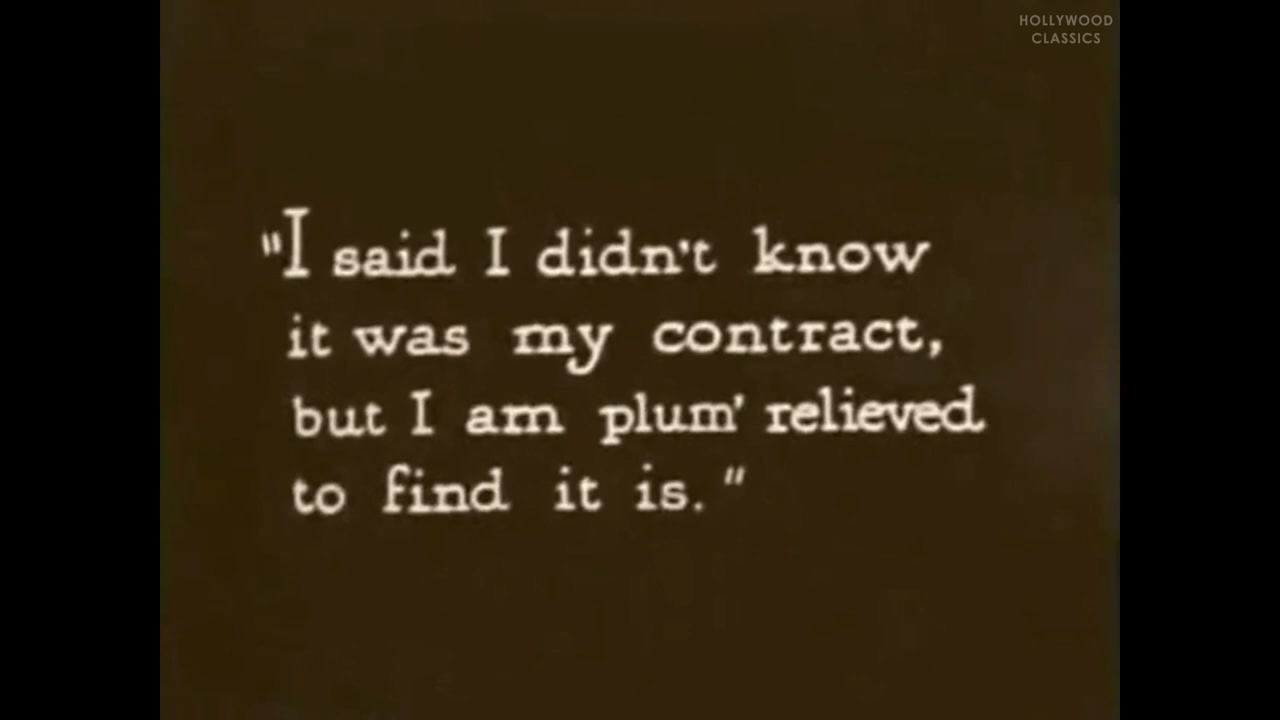 HOLLYWOOD
CLASSICS
"I said I didn't know
it was my contract,
but I am plum' relieved
to find it is."